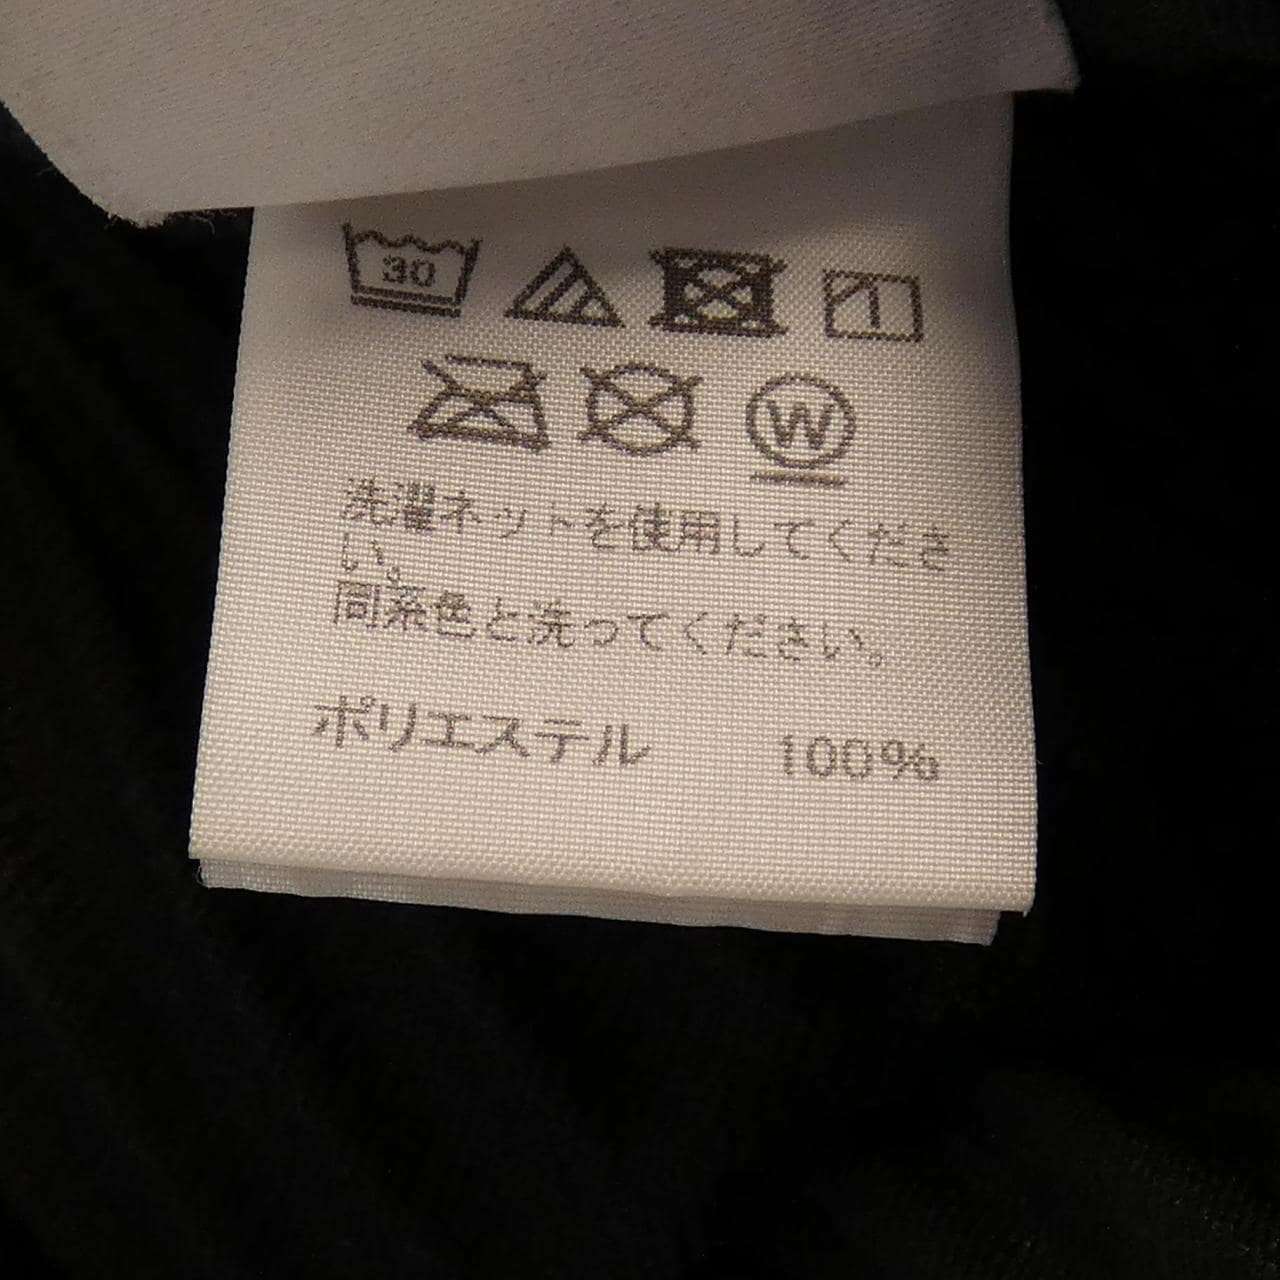 30
W
洗濯ネットを使用してくださ
い。
同系色と洗ってください。
ポリエステル 100%